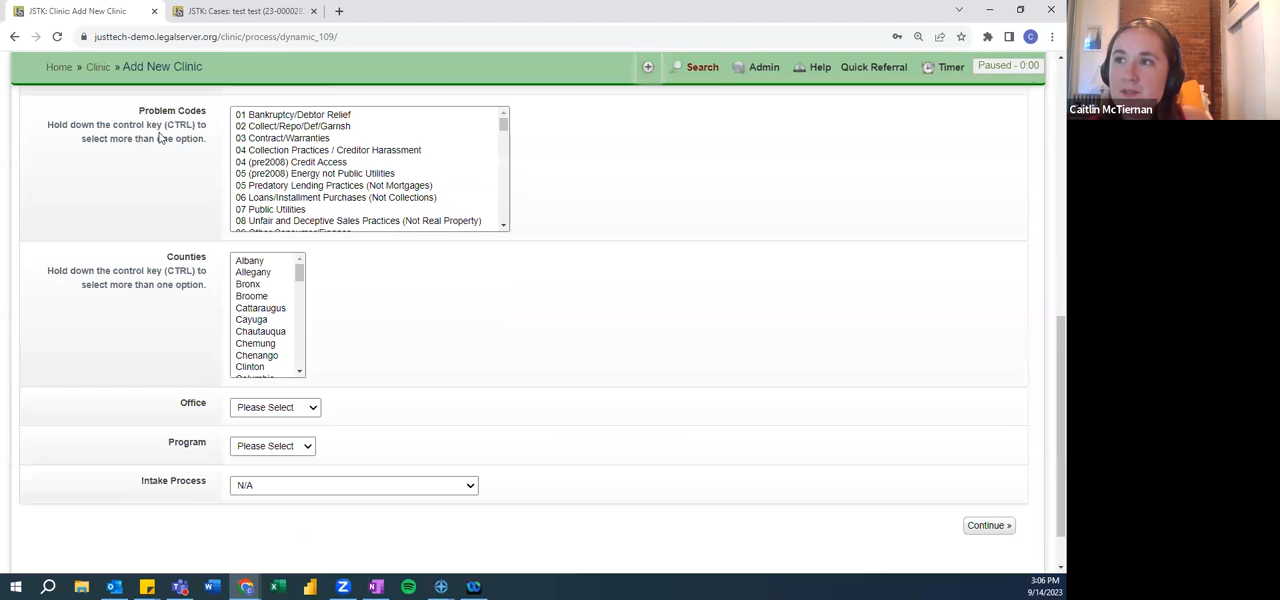 JSTK: Clinic: Add New Clinic
JSTK: Cases: test test (23-000028
justtech-demo.legalserver.org/clinic/process/dynamic_109/
C
Home » Clinic » Add New Clinic
Search
Admin
Help
Quick Referral
Timer
Paused - 0:00
Caitlin McTiernan
Problem Codes
Hold down the control key (CTRL) to
select more than one option.
01 Bankruptcy/Debtor Relief
02 Collect/Repo/Def/Garnsh
03 Contract/Warranties
04 Collection Practices / Creditor Harassment
04 (pre2008) Credit Access
05 (pre2008) Energy not Public Utilities
05 Predatory Lending Practices (Not Mortgages)
06 Loans/Installment Purchases (Not Collections)
07 Public Utilities
08 Unfair and Deceptive Sales Practices (Not Real Property)
Counties
Hold down the control key (CTRL) to
select more than one option.
Albany
Allegany
Bronx
Broome
Cattaraugus
Cayuga
Chautauqua
Chemung
Chenango
Clinton
Office
Please Select
Program
Please Select
Intake Process
N/A
Continue »
3:06 PM
9/14/2023